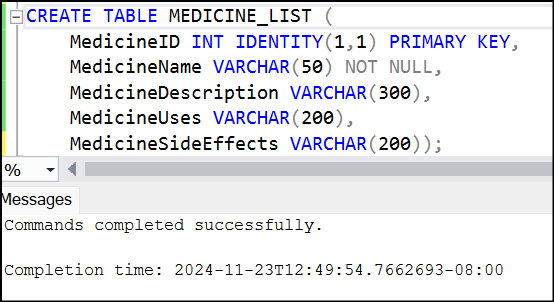 CREATE TABLE MEDICINE_LIST (
MedicineID INT IDENTITY(1,1) PRIMARY KEY,
MedicineName VARCHAR(50) NOT NULL,
MedicineDescription VARCHAR(300),
MedicineUses VARCHAR(200),
MedicineSideEffects VARCHAR(200));
%
Messages
Commands completed successfully.
Completion time: 2024-11-23T12:49:54.7662693-08:00